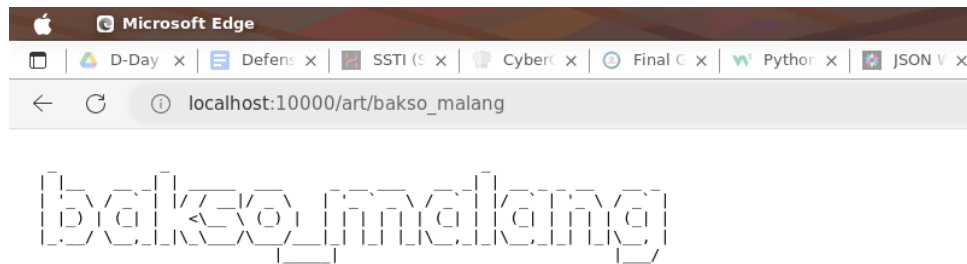 Microsoft Edge
D-Day Defens SSTI (S Cyber Final G Python JSON W
localhost:10000/art/bakso_malang
bakso_malang